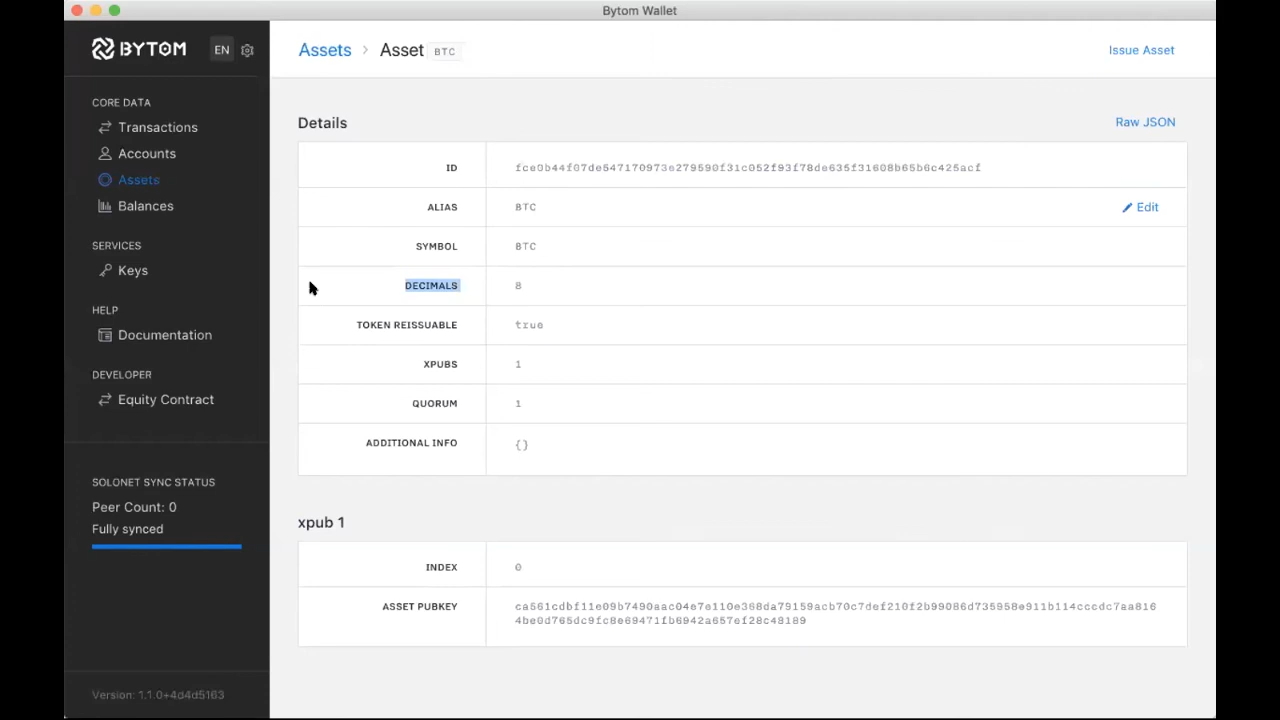 Bytom Wallet
BYTOM EN
Assets > Asset BTC
Issue Asset
CORE DATA
Transactions
Accounts
Assets
Balances
SERVICES
Keys
HELP
Documentation
DEVELOPER
Equity Contract
SOLONET SYNC STATUS
Peer Count: 0
Fully synced
Version: 1.1.0+4d4d5163
Details
Raw JSON
ID fce0b44f07de547170973e279590f31c052f93f78de635f31608b65b6c425acf
ALIAS BTC
Edit
SYMBOL BTC
DECIMALS 8
TOKEN REISSUABLE true
XPUBS 1
QUORUM 1
ADDITIONAL INFO {}
xpub 1
INDEX 0
ASSET PUBKEY ca561cdbf11e09b7490aac04e7e110e368da79159acb70c7def210f2b99086d735958e911b114cccdc7aa816
4be0d765dc9fc8e69471fb6942a657ef28c48189